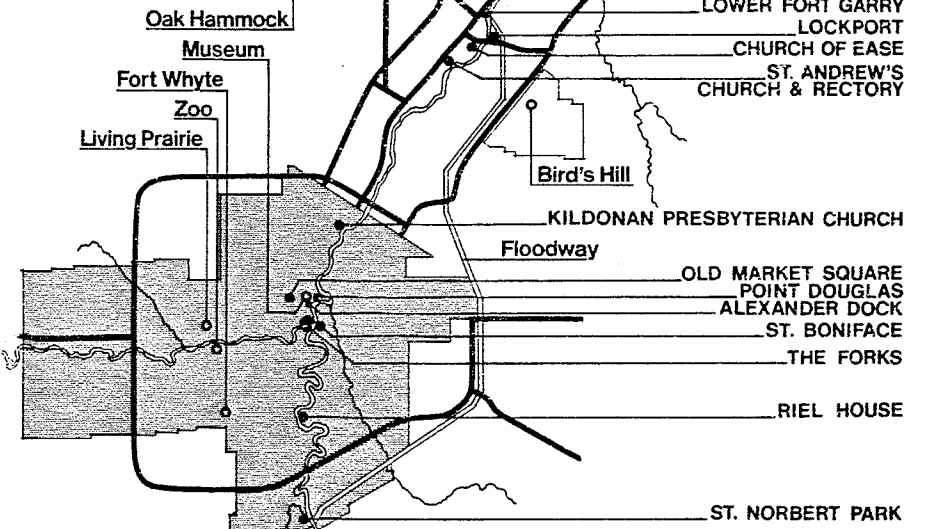 Oak Hammock
Museum
Fort Whyte
Zoo
Living Prairie
LOWER FORT GARRY
LOCKPORT
CHURCH OF EASE
ST. ANDREW'S
CHURCH & RECTORY
Bird's Hill
KILDONAN PRESBYTERIAN CHURCH
Floodway
OLD MARKET SQUARE
POINT DOUGLAS
ALEXANDER DOCK
ST. BONIFACE
THE FORKS
RIEL HOUSE
ST. NORBERT PARK